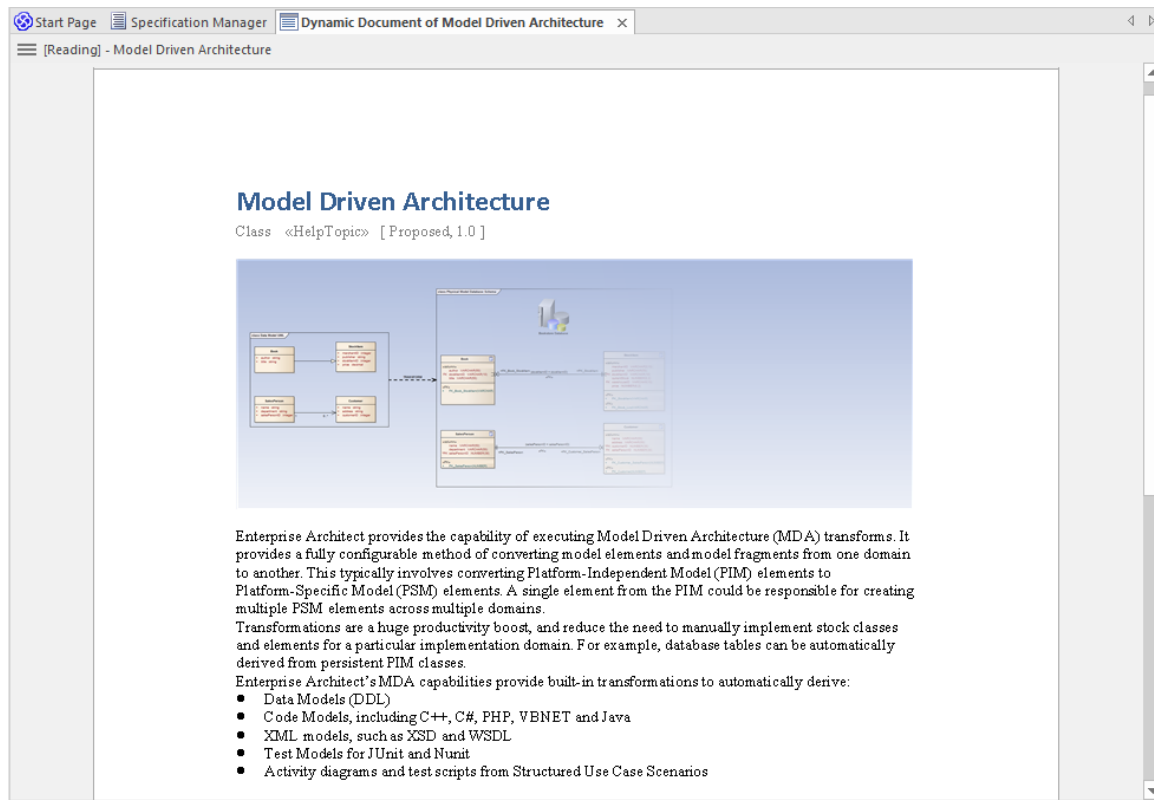 Start Page Specification Manager Dynamic Document of Model Driven Architecture
[Reading] - Model Driven Architecture
Model Driven Architecture
Class «HelpTopic» [ Proposed, 1.0 ]
Book
Customer
Book
SalesPerson
Enterprise Architect provides the capability of executing Model Driven Architecture (MDA) transforms. It
provides a fully configurable method of converting model elements and model fragments from one domain
to another. This typically involves converting Platform-Independent Model (PIM) elements to
Platform-Specific Model (PSM) elements. A single element from the PIM could be responsible for creating
multiple PSM elements across multiple domains.
Transformations are a huge productivity boost, and reduce the need to manually implement stock classes
and elements for a particular implementation domain. For example, database tables can be automatically
derived from persistent PIM classes.
Enterprise Architect’s MDA capabilities provide built-in transformations to automatically derive:
● Data Models (DDL)
● Code Models, including C++, C#, PHP, VBNET and Java
● XML models, such as XSD and WSDL
● Test Models for JUnit and Nunit
● Activity diagrams and test scripts from Structured Use Case Scenarios